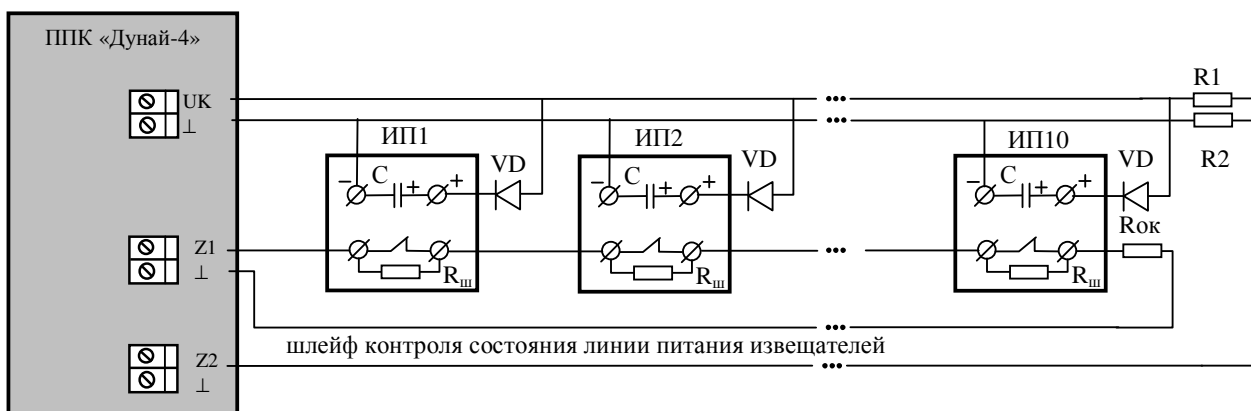 ППК «Дунай-4»
UK
⊥
R1
R2
ИП1
ИП2
ИП10
VD
VD
VD
− C + +
− C + +
− C + +
Rок
Z1
⊥
Rш
Rш
Rш
шлейф контроля состояния линии питания извещателей
Z2
⊥